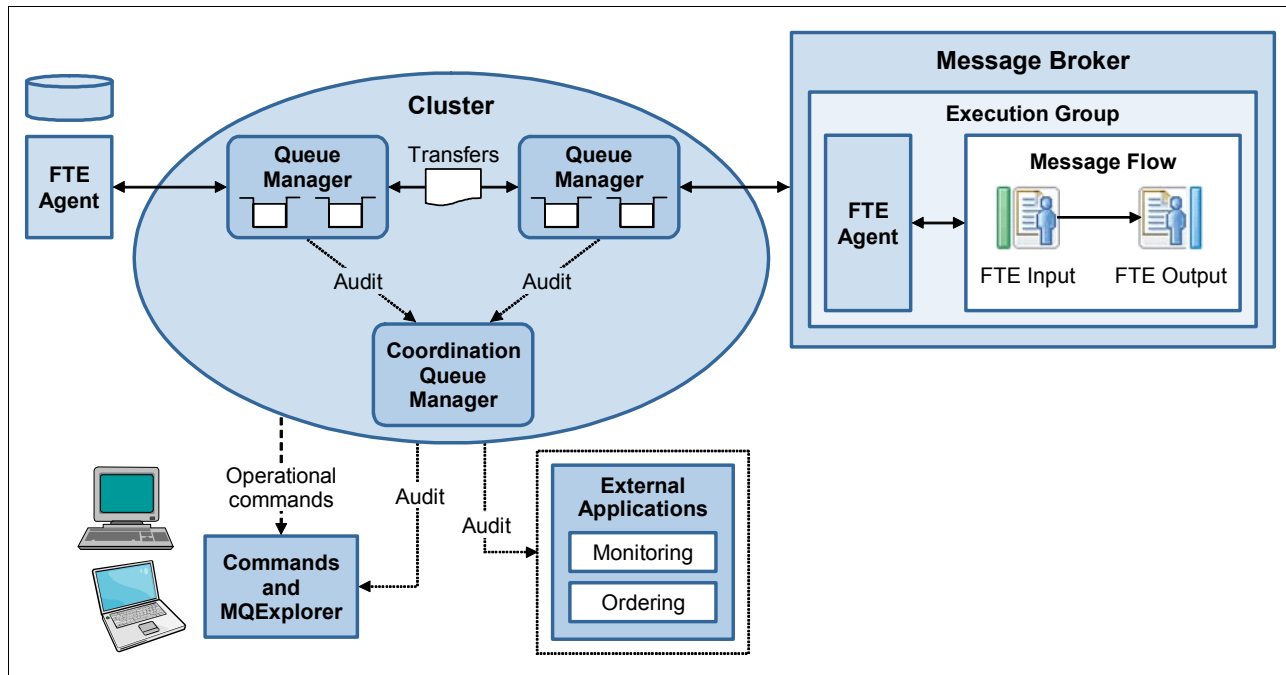 Message Broker
Cluster
Execution Group
FTE
Agent
Queue
Manager
Transfers
Queue
Manager
FTE
Agent
Message Flow
FTE Input
FTE Output
Audit
Audit
Coordination
Queue
Manager
Operational
commands
Audit
Audit
External
Applications
Monitoring
Ordering
Commands
and
MQExplorer